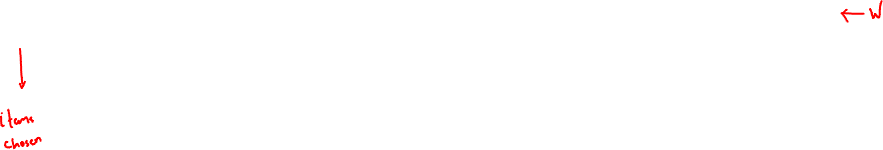 ← W
items
chosen